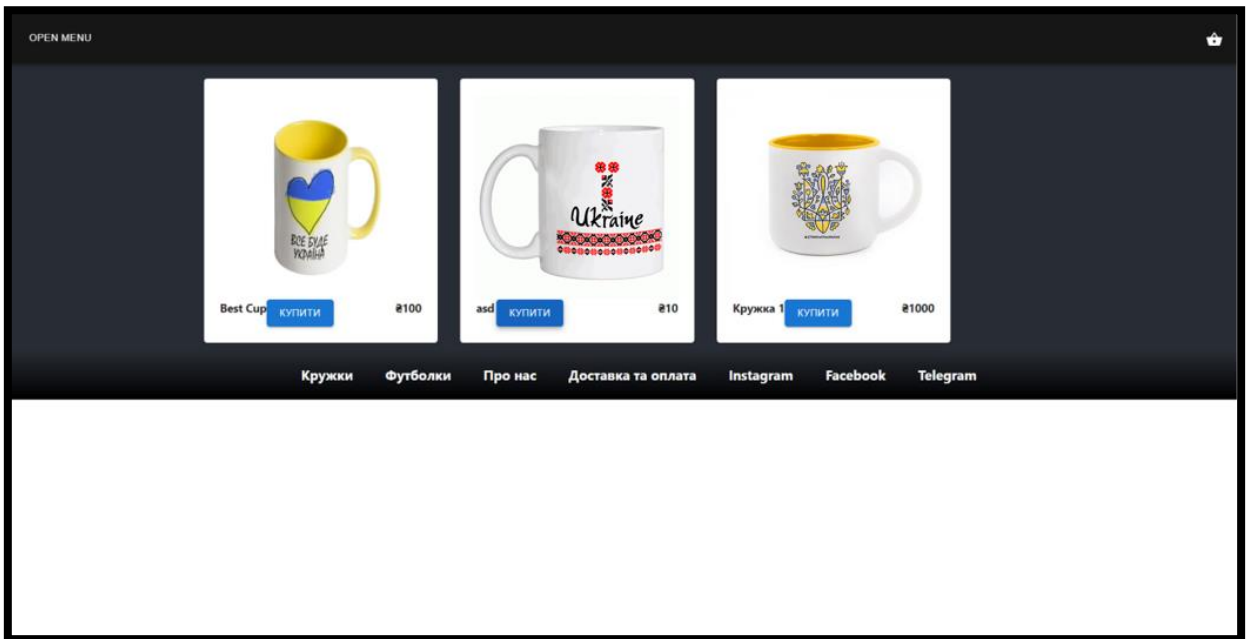 OPEN MENU
ВСЕ БУДЕ
УКРАЇНА
Ukraine
Best Cup КУПИТИ ₴100
asd КУПИТИ ₴10
Кружка 1 КУПИТИ ₴1000
Кружки Футболки Про нас Доставка та оплата Instagram Facebook Telegram